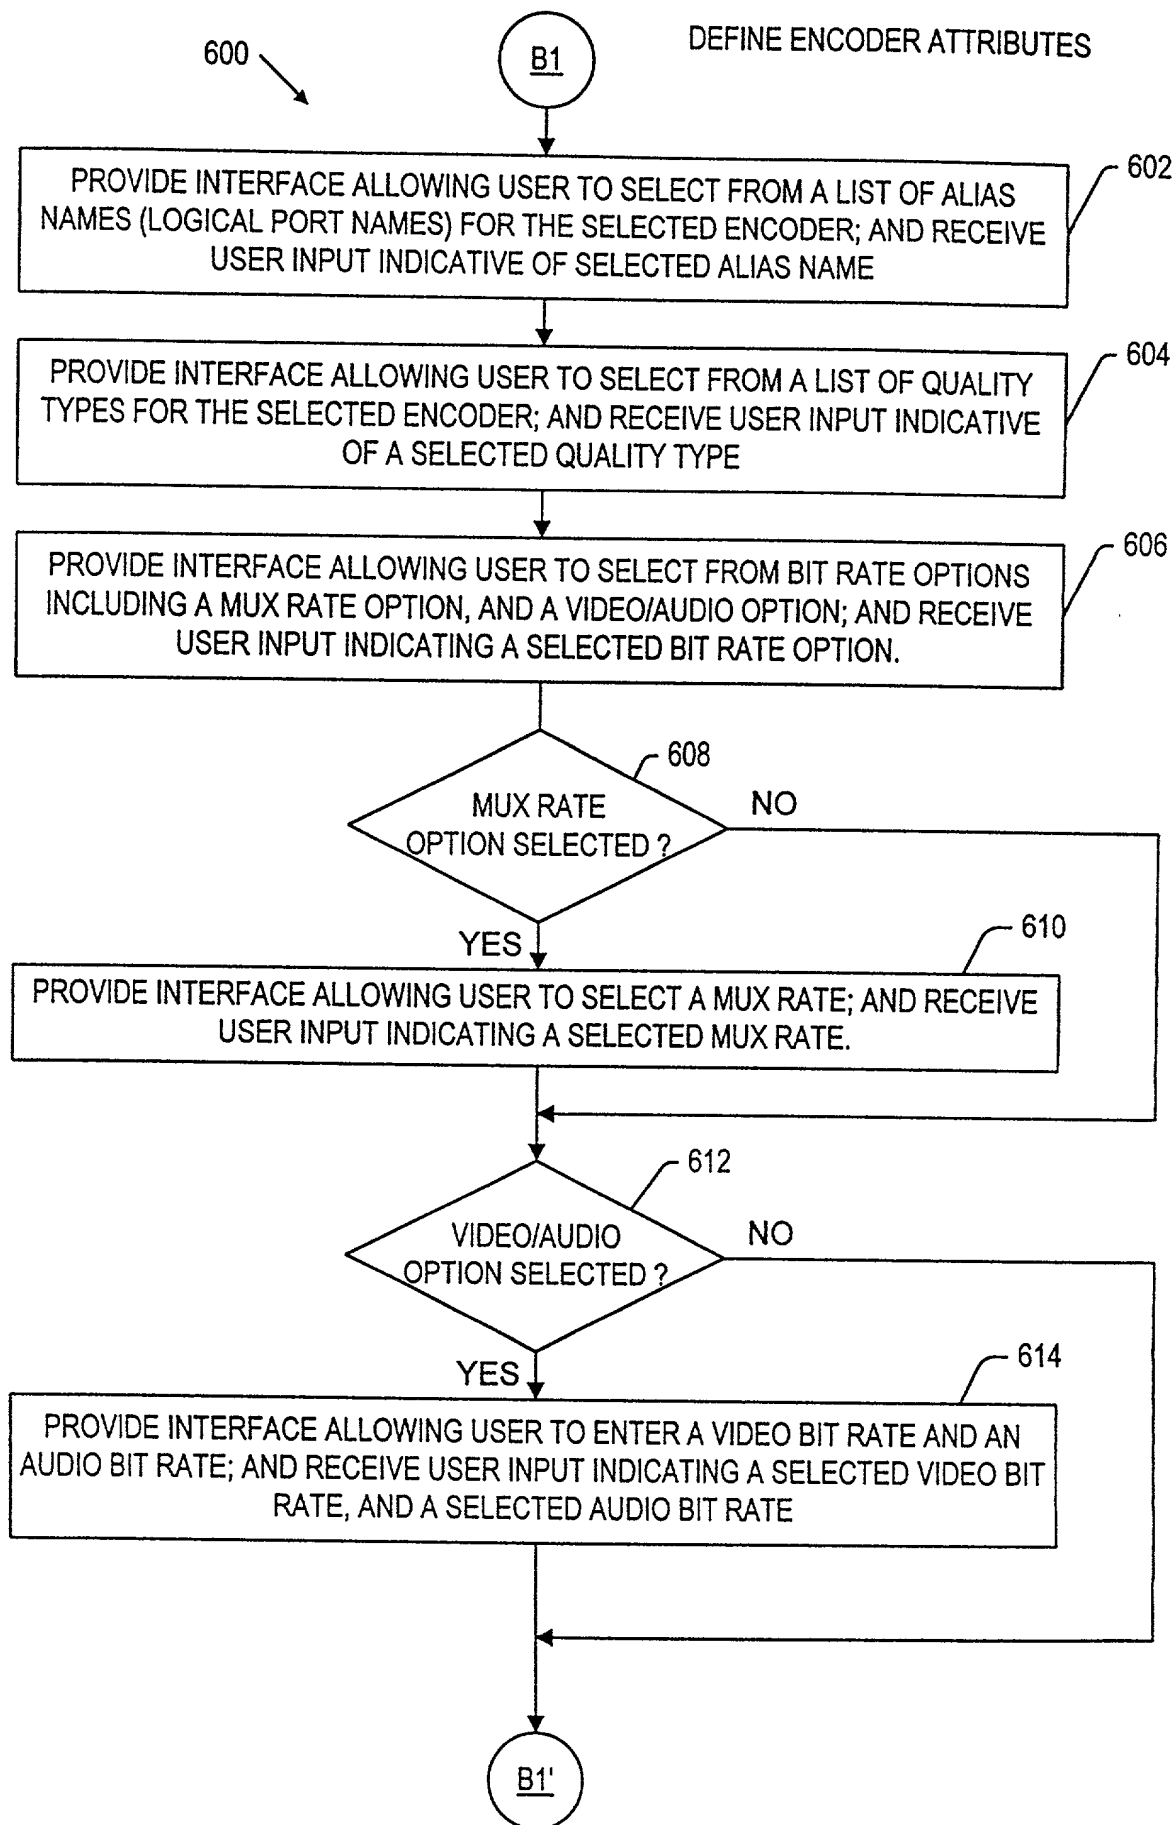 600
B1
DEFINE ENCODER ATTRIBUTES
602
PROVIDE INTERFACE ALLOWING USER TO SELECT FROM A LIST OF ALIAS
NAMES (LOGICAL PORT NAMES) FOR THE SELECTED ENCODER; AND RECEIVE
USER INPUT INDICATIVE OF SELECTED ALIAS NAME
604
PROVIDE INTERFACE ALLOWING USER TO SELECT FROM A LIST OF QUALITY
TYPES FOR THE SELECTED ENCODER; AND RECEIVE USER INPUT INDICATIVE
OF A SELECTED QUALITY TYPE
606
PROVIDE INTERFACE ALLOWING USER TO SELECT FROM BIT RATE OPTIONS
INCLUDING A MUX RATE OPTION, AND A VIDEO/AUDIO OPTION; AND RECEIVE
USER INPUT INDICATING A SELECTED BIT RATE OPTION.
608
MUX RATE
OPTION SELECTED ?
NO
YES
610
PROVIDE INTERFACE ALLOWING USER TO SELECT A MUX RATE; AND RECEIVE
USER INPUT INDICATING A SELECTED MUX RATE.
612
VIDEO/AUDIO
OPTION SELECTED ?
NO
YES
614
PROVIDE INTERFACE ALLOWING USER TO ENTER A VIDEO BIT RATE AND AN
AUDIO BIT RATE; AND RECEIVE USER INPUT INDICATING A SELECTED VIDEO BIT
RATE, AND A SELECTED AUDIO BIT RATE
B1'